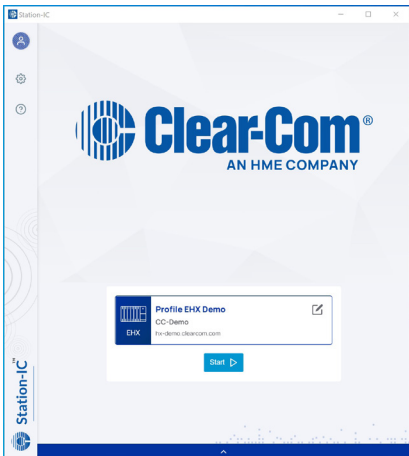 Station-IC
Clear-Com®
AN HME COMPANY
Profile EHX Demo
CC-Demo
EHX
hx-demo.clearcom.com
Start
Station-IC™